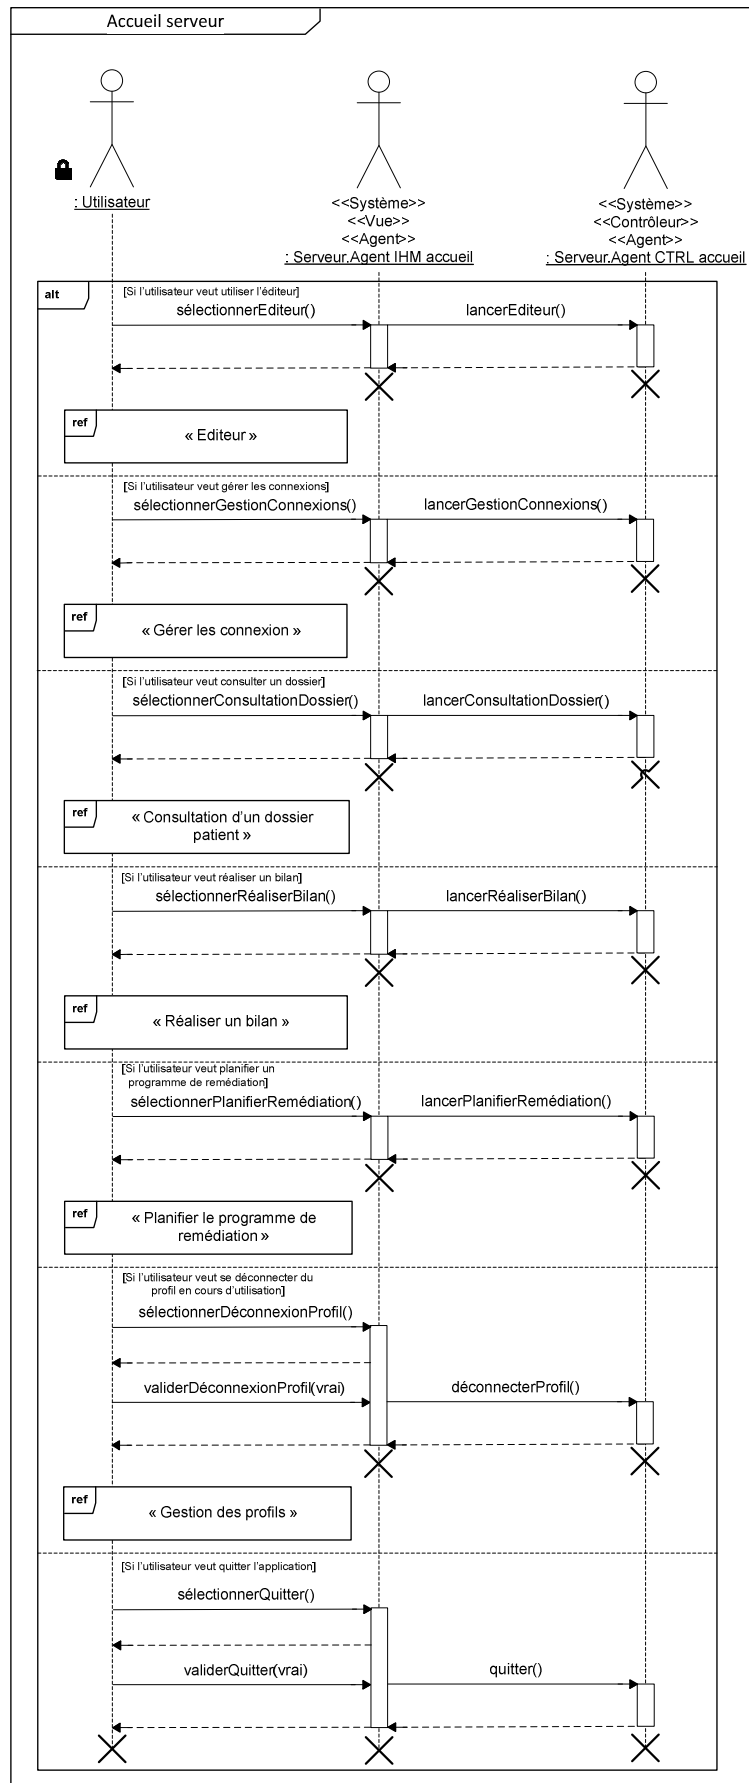 Accueil serveur
: Utilisateur
<<Système>>
<<Vue>>
<<Agent>>
: Serveur.Agent IHM accueil
<<Système>>
<<Contrôleur>>
<<Agent>>
: Serveur.Agent CTRL accueil
alt
[Si l'utilisateur veut utiliser l'éditeur]
sélectionnerEditeur()
lancerEditeur()
ref
« Editeur »
[Si l'utilisateur veut gérer les connexions]
sélectionnerGestionConnexions()
lancerGestionConnexions()
ref
« Gérer les connexion »
[Si l'utilisateur veut consulter un dossier]
sélectionnerConsultationDossier()
lancerConsultationDossier()
ref
« Consultation d'un dossier
patient »
[Si l'utilisateur veut réaliser un bilan]
sélectionnerRéaliserBilan()
lancerRéaliserBilan()
ref
« Réaliser un bilan »
[Si l'utilisateur veut planifier un
programme de remédiation]
sélectionnerPlanifierRemédiation()
lancerPlanifierRemédiation()
ref
« Planifier le programme de
remédiation »
[Si l'utilisateur veut se déconnecter du
profil en cours d'utilisation]
sélectionnerDéconnexionProfil()
validerDéconnexionProfil(vrai)
déconnecterProfil()
ref
« Gestion des profils »
[Si l'utilisateur veut quitter l'application]
sélectionnerQuitter()
validerQuitter(vrai)
quitter()